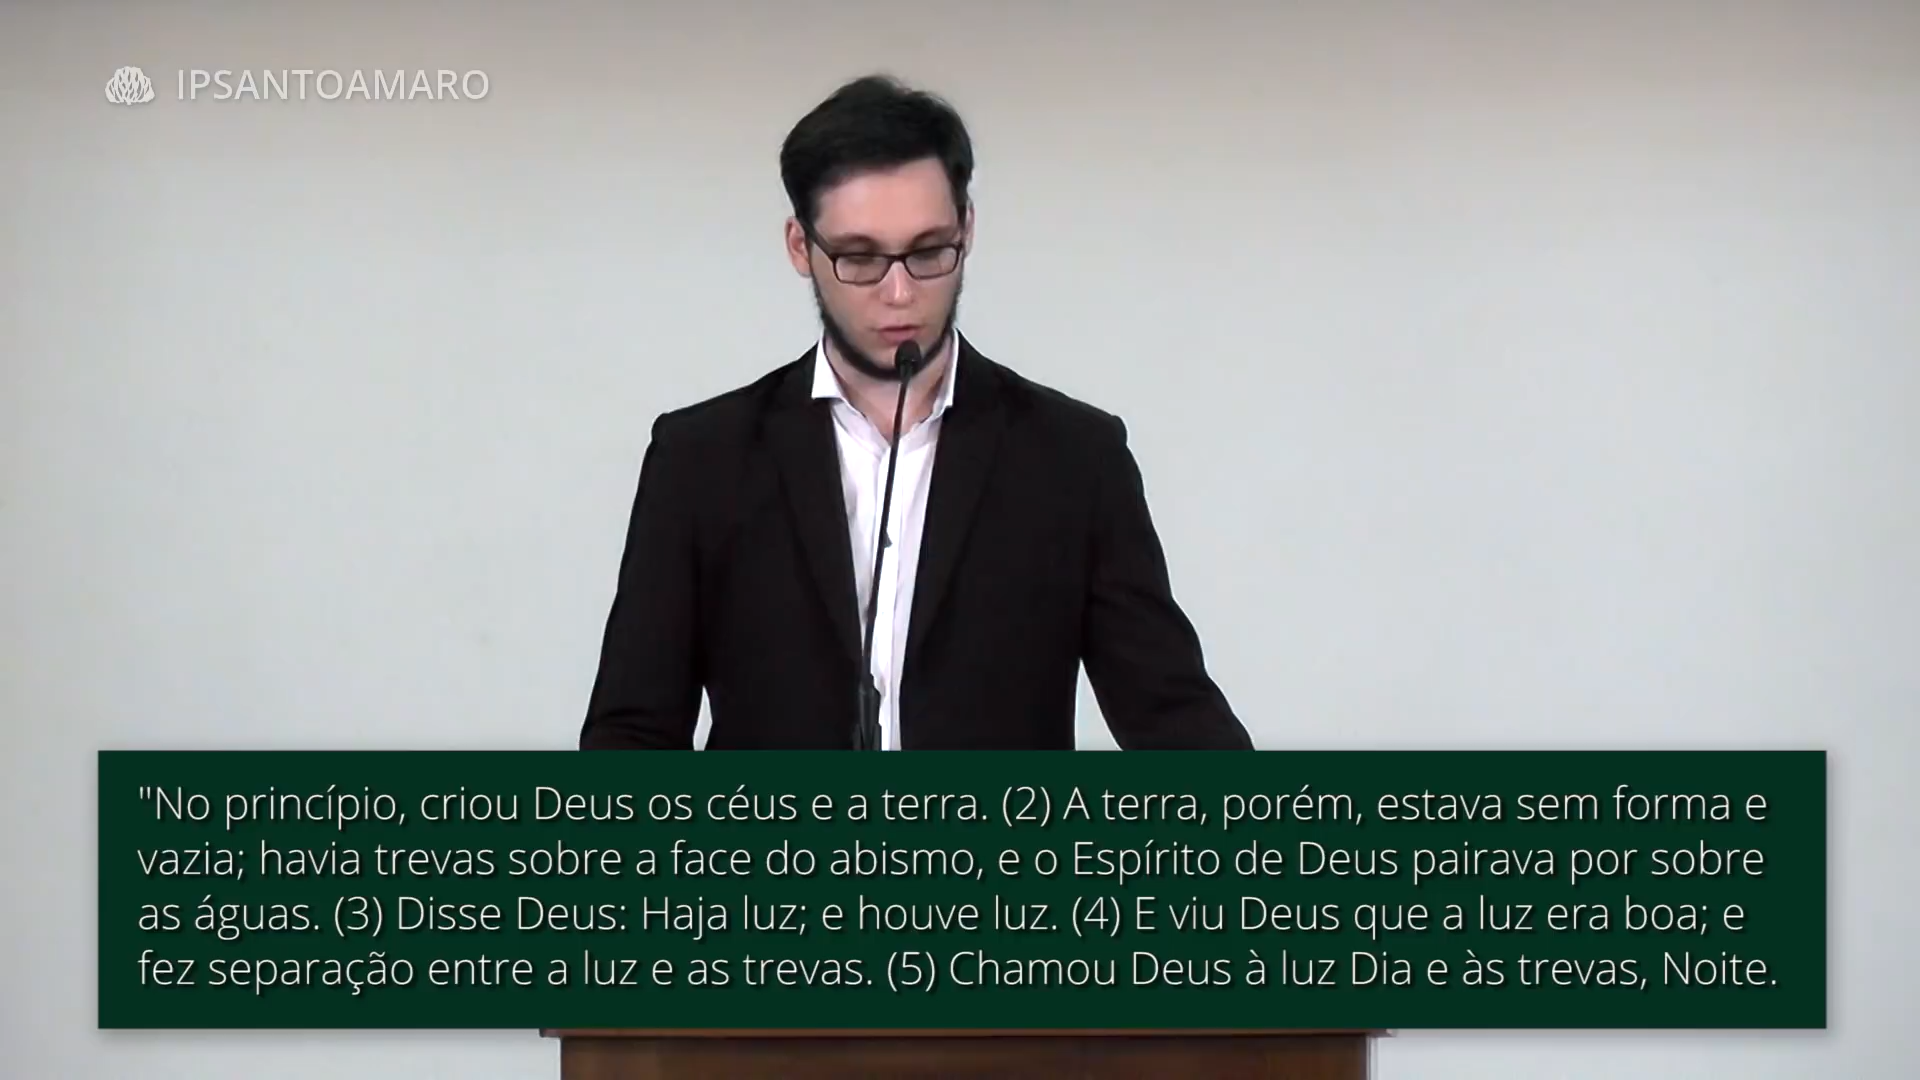 IPSANTOAMARO
"No princípio, criou Deus os céus e a terra. (2) A terra, porém, estava sem forma e
vazia; havia trevas sobre a face do abismo, e o Espírito de Deus pairava por sobre
as águas. (3) Disse Deus: Haja luz; e houve luz. (4) E viu Deus que a luz era boa; e
fez separação entre a luz e as trevas. (5) Chamou Deus à luz Dia e às trevas, Noite.